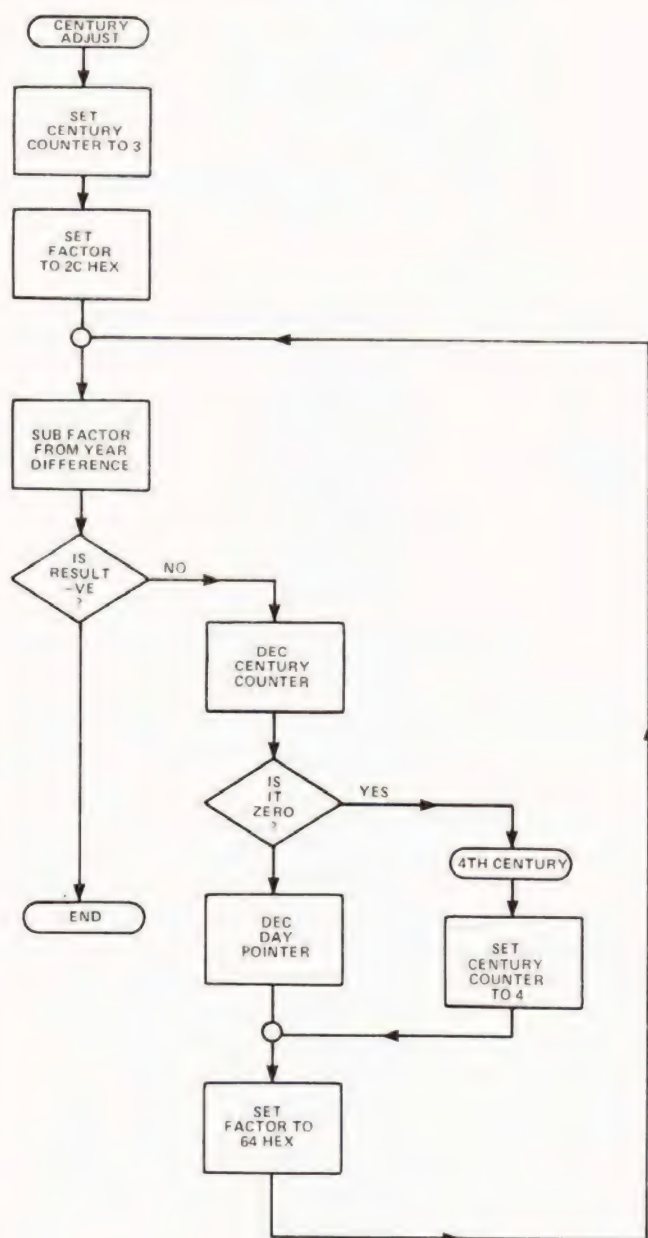 CENTURY
ADJUST
SET
CENTURY
COUNTER TO 3
SET
FACTOR
TO 2C HEX
SUB FACTOR
FROM YEAR
DIFFERENCE
IS
RESULT
-VE
?
NO
DEC
CENTURY
COUNTER
IS
IT
ZERO
?
YES
4TH CENTURY
END
DEC
DAY
POINTER
SET
CENTURY
COUNTER
TO 4
SET
FACTOR TO
64 HEX